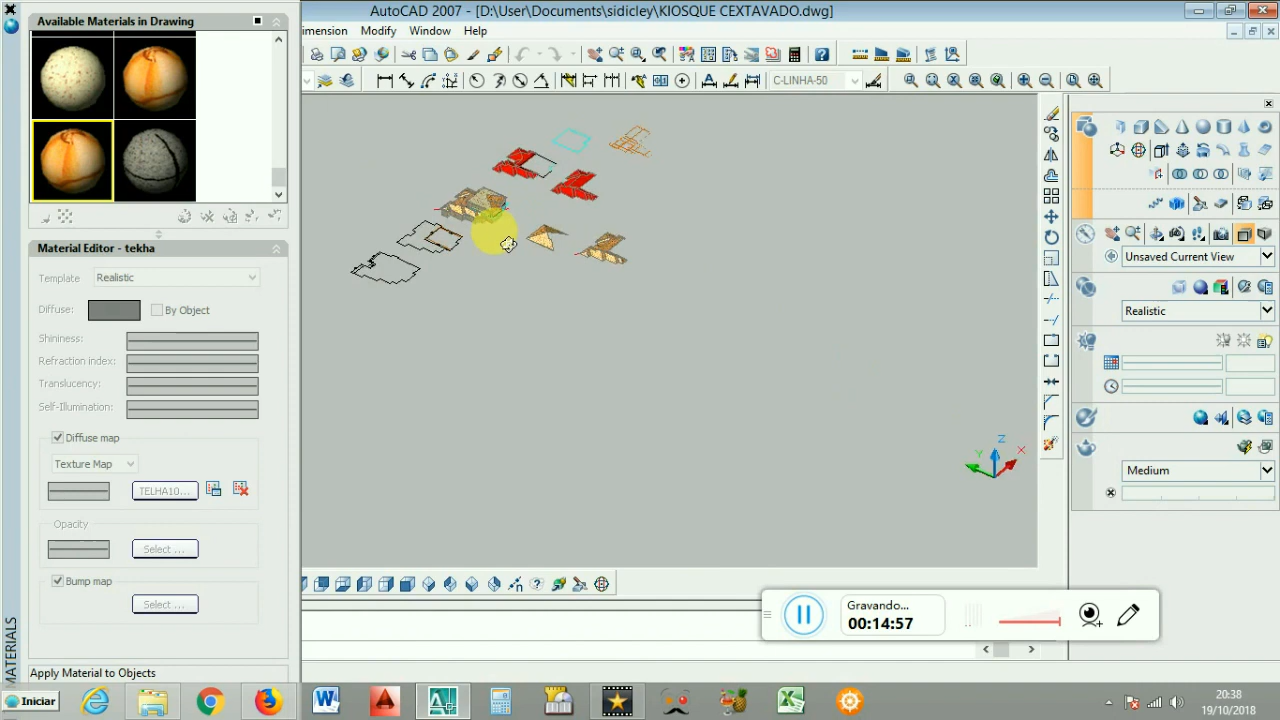 AutoCAD 2007 - [D:\User\Documents\sidicley\KIOSQUE CEXTAVADO.dwg]
Available Materials in Drawing
imension Modify Window Help
C-LINHA-50
Material Editor - tekha
Template Realistic
Diffuse: By Object
Shininess:
Refraction index:
Translucency:
Self-Illumination:
Diffuse map
Texture Map
TELHA10...
Opacity
Select ...
Bump map
Select ...
MATERIALS
Apply Material to Objects
Unsaved Current View
Realistic
Medium
Z
Y
X
Gravando...
00:14:57
Iniciar
20:38
19/10/2018